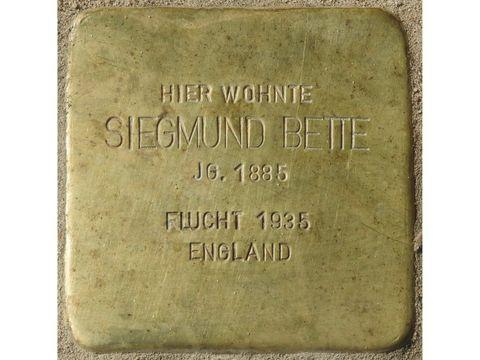 HIER WOHNTE
SIEGMUND BETTE
JG. 1885
FLUCHT 1935
ENGLAND